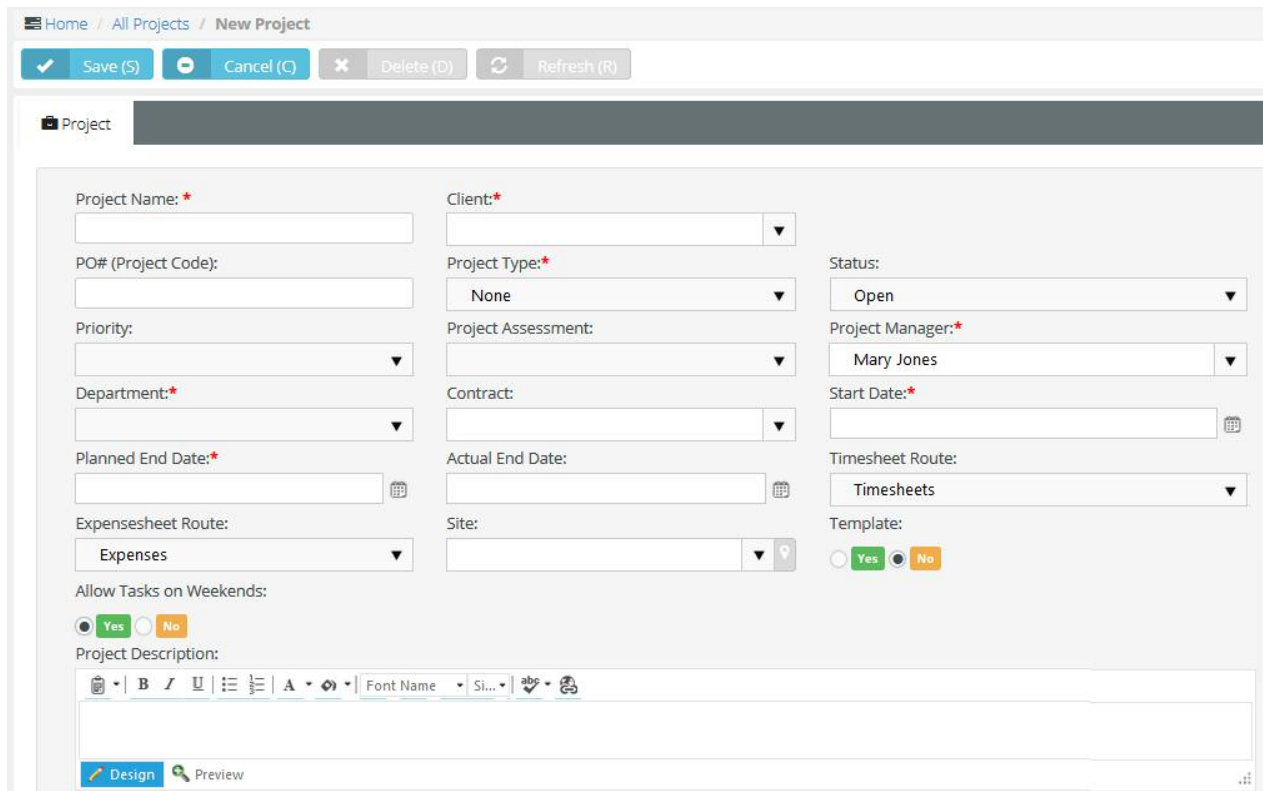 Home / All Projects / New Project
Save (S) Cancel (C) Delete (D) Refresh (R)
Project
Project Name: * Client:*
PO# (Project Code): Project Type:* Status:
None Open
Priority: Project Assessment: Project Manager:*
Mary Jones
Department:* Contract: Start Date:*
Planned End Date:* Actual End Date: Timesheet Route:
Timesheets
Expensesheet Route: Site: Template:
Expenses Yes No
Allow Tasks on Weekends:
Yes No
Project Description:
B I U A Font Name Si... abc
Design Preview